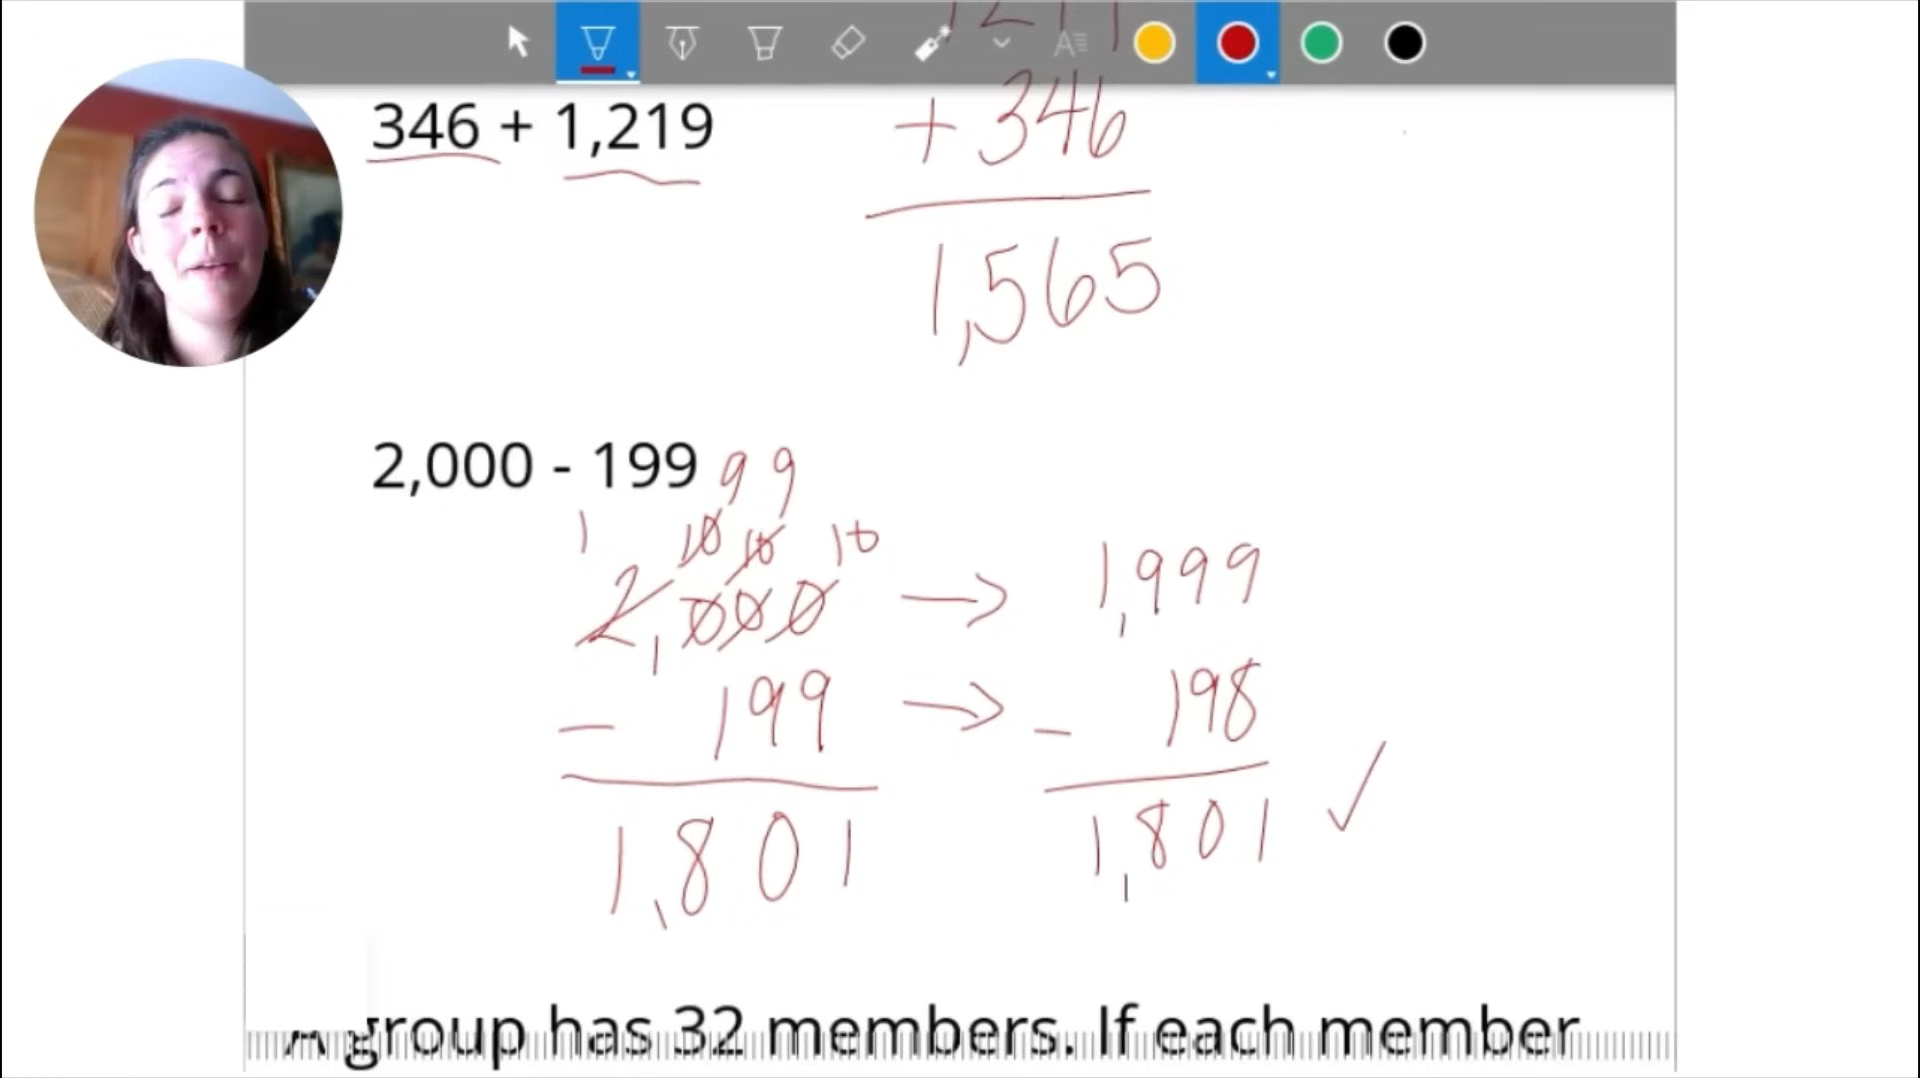 346 + 1,219
+ 346
1,565
2,000 - 199
9 9
1 10 10 10
2,000 → 1,999
- 199 → - 198
1,801 1,801 ✓
A group has 32 members. If each member